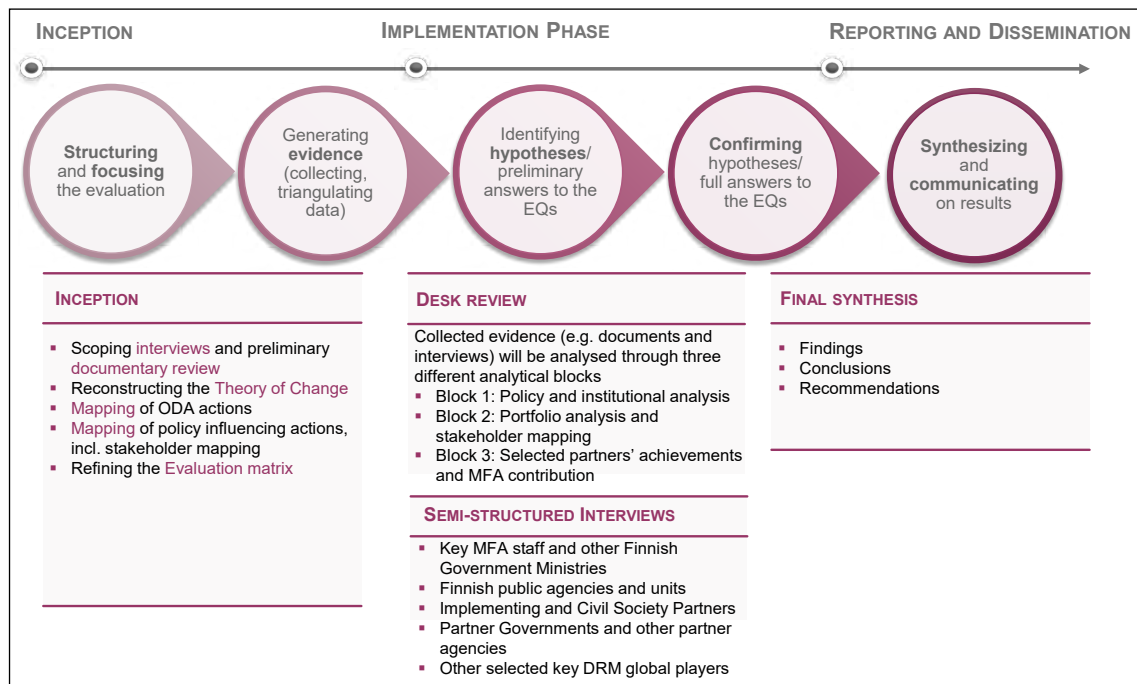 INCEPTION
IMPLEMENTATION PHASE
REPORTING AND DISSEMINATION
Structuring
and focusing
the evaluation
Generating
evidence
(collecting,
triangulating
data)
Identifying
hypotheses/
preliminary
answers to the
EQs
Confirming
hypotheses/
full answers to
the EQs
Synthesizing
and
communicating
on results
INCEPTION
▪ Scoping interviews and preliminary
documentary review
▪ Reconstructing the Theory of Change
▪ Mapping of ODA actions
▪ Mapping of policy influencing actions,
incl. stakeholder mapping
▪ Refining the Evaluation matrix
DESK REVIEW
Collected evidence (e.g. documents and
interviews) will be analysed through three
different analytical blocks
▪ Block 1: Policy and institutional analysis
▪ Block 2: Portfolio analysis and
stakeholder mapping
▪ Block 3: Selected partners’ achievements
and MFA contribution
SEMI-STRUCTURED INTERVIEWS
▪ Key MFA staff and other Finnish
Government Ministries
▪ Finnish public agencies and units
▪ Implementing and Civil Society Partners
▪ Partner Governments and other partner
agencies
▪ Other selected key DRM global players
FINAL SYNTHESIS
▪ Findings
▪ Conclusions
▪ Recommendations